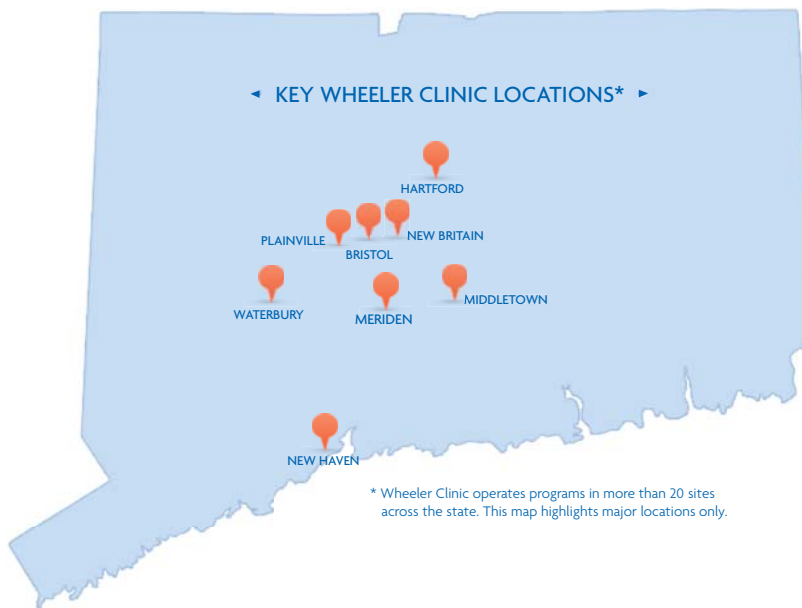 ◄ KEY WHEELER CLINIC LOCATIONS* ►
HARTFORD
PLAINVILLE
BRISTOL
NEW BRITAIN
WATERBURY
MERIDEN
MIDDLETOWN
NEW HAVEN
* Wheeler Clinic operates programs in more than 20 sites
across the state. This map highlights major locations only.